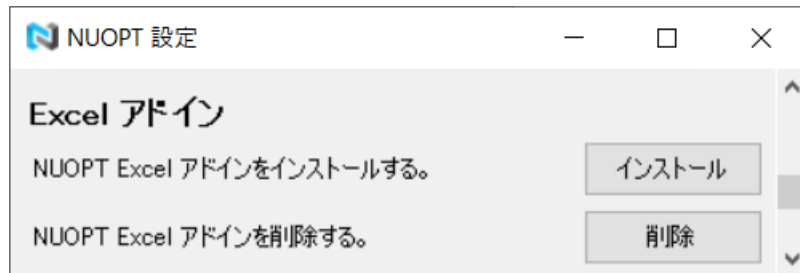 NUOPT 設定
Excel アドイン
NUOPT Excel アドインをインストールする。
インストール
NUOPT Excel アドインを削除する。
削除